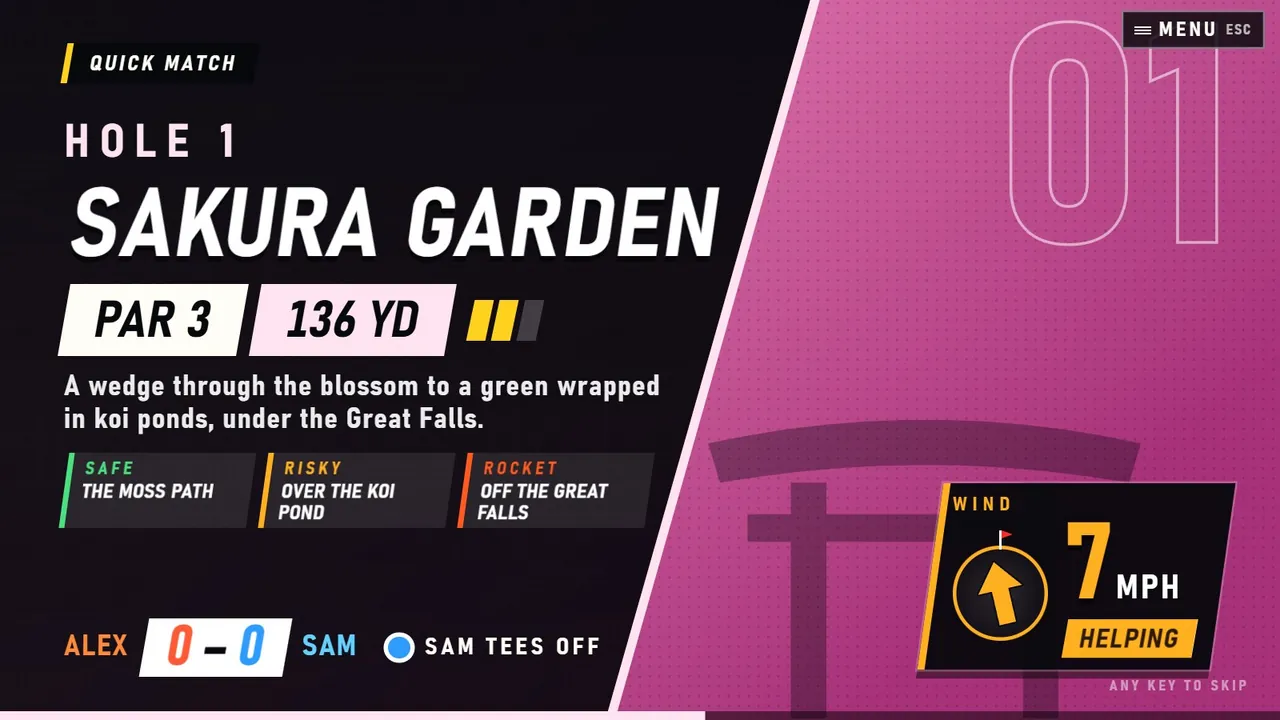 QUICK MATCH
MENU ESC
01
HOLE 1
SAKURA GARDEN
PAR 3
136 YD
A wedge through the blossom to a green wrapped
in koi ponds, under the Great Falls.
SAFE
THE MOSS PATH
RISKY
OVER THE KOI
POND
ROCKET
OFF THE GREAT
FALLS
WIND
7 MPH
HELPING
ALEX 0 – 0 SAM
SAM TEES OFF
ANY KEY TO SKIP